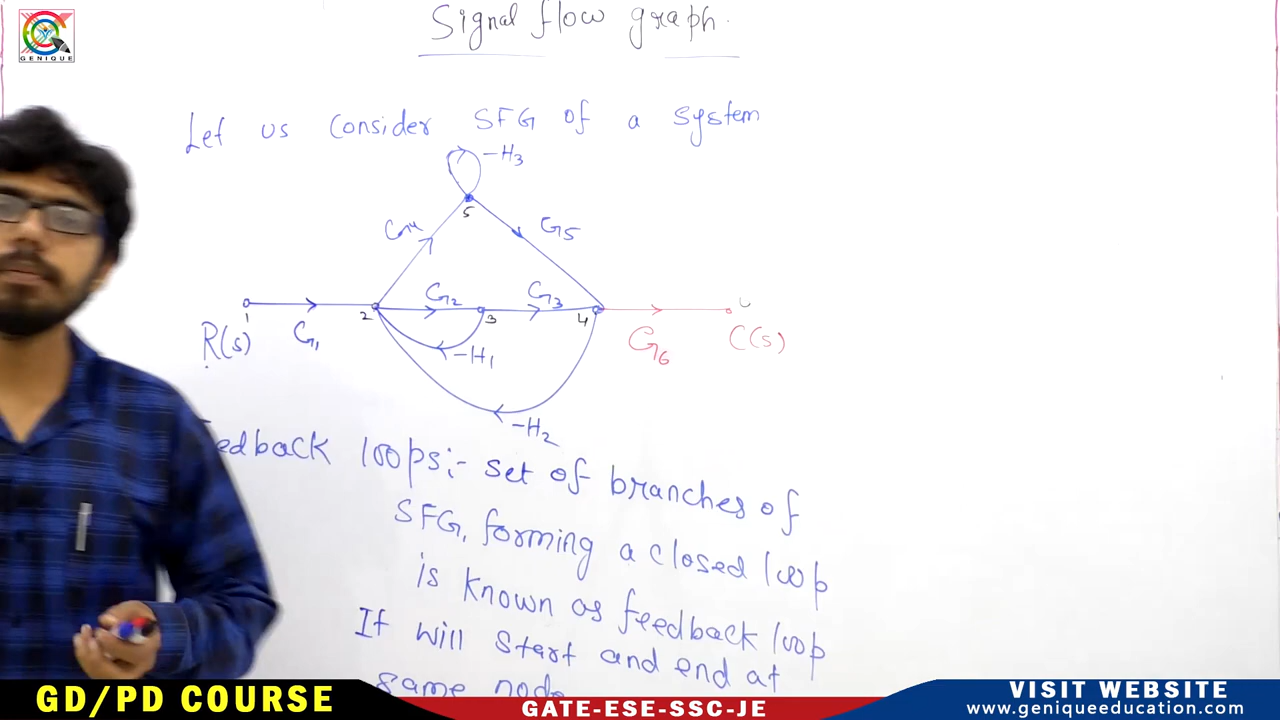 Signal flow graph.
GENIQUE
Let us Consider SFG of a system
-H3
5
G4
G5
G2
G3
1
2
3
4
R(s)
G1
-H1
G6
C(s)
-H2
edback loops:- set of branches of
SFG, forming a closed loop
is known as feedback loop
It will start and end at
same node
GD/PD COURSE
GATE-ESE-SSC-JE
VISIT WEBSITE
www.geniqueeducation.com